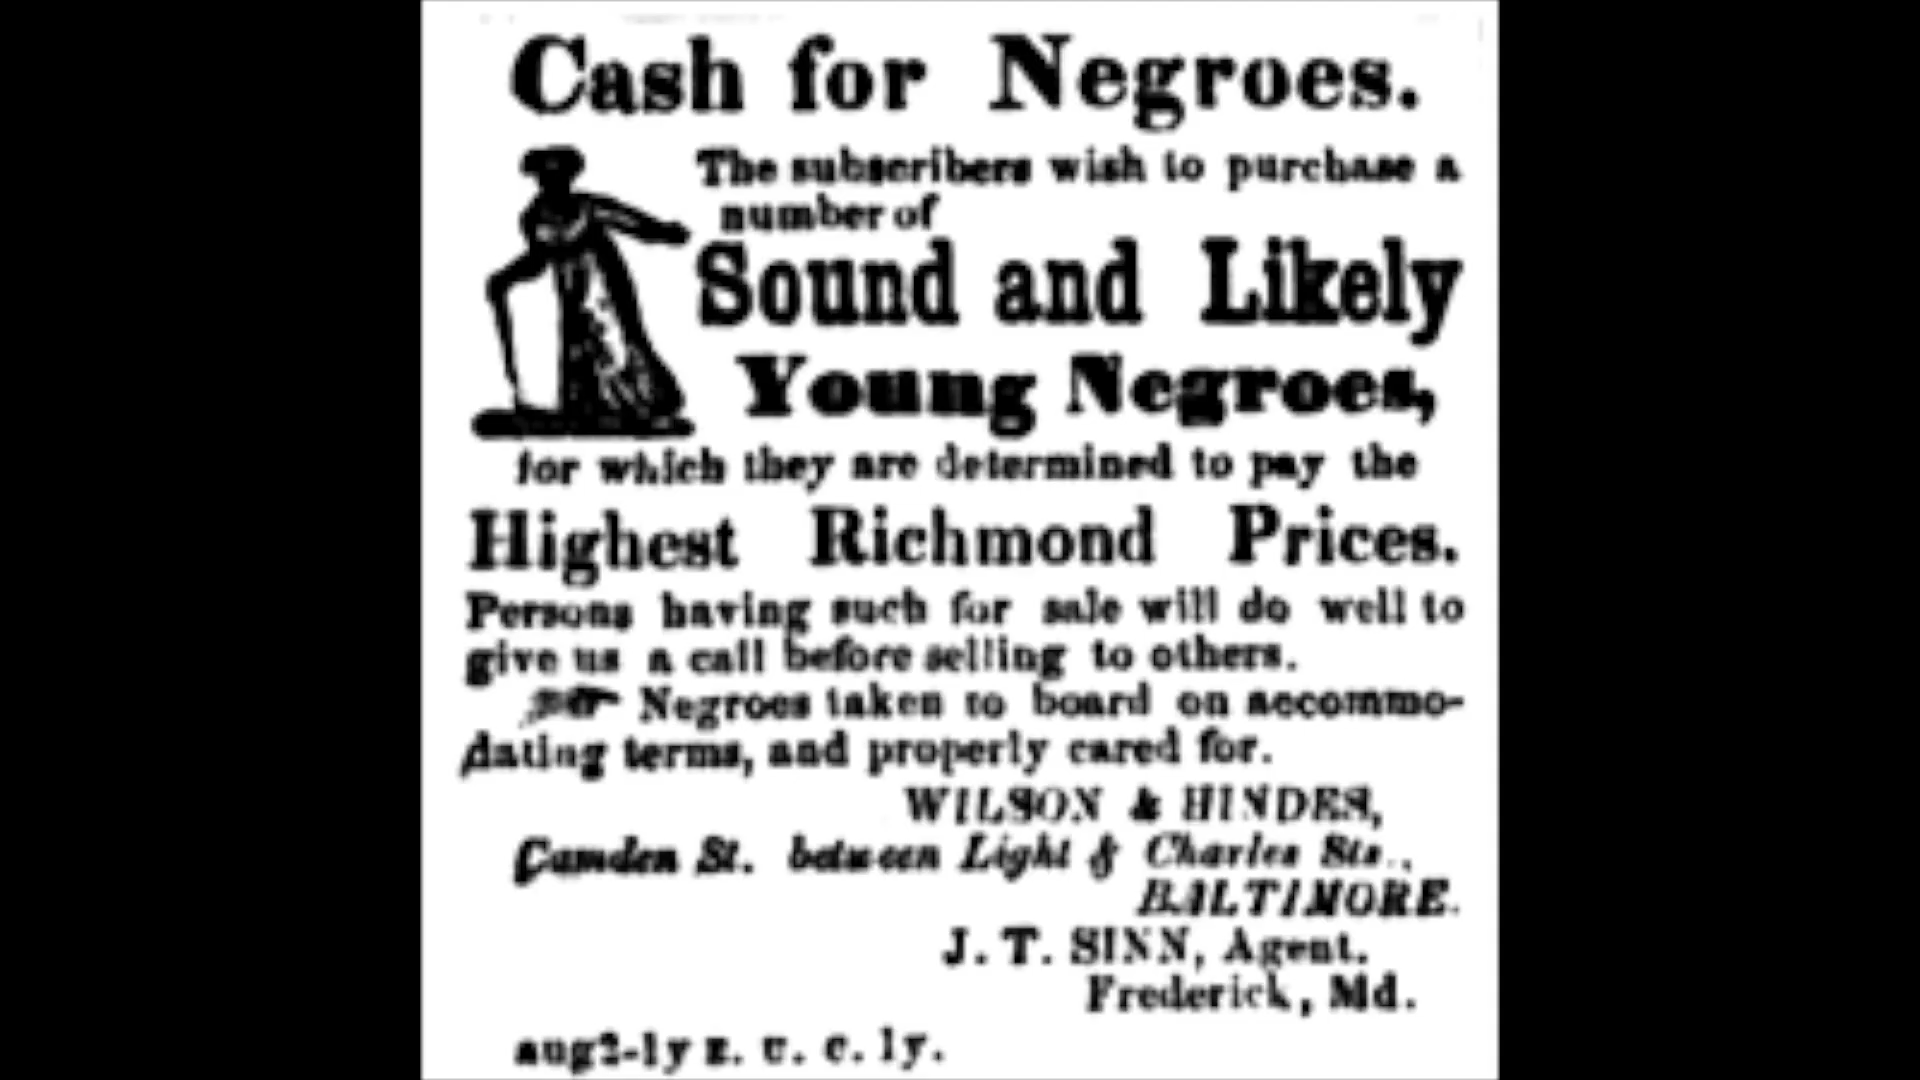 Cash for Negroes.
The subscribers wish to purchase a
number of
Sound and Likely
Young Negroes,
for which they are determined to pay the
Highest Richmond Prices.
Persons having such for sale will do well to
give us a call before selling to others.
Negroes taken to board on accommo-
dating terms, and properly cared for.
WILSON & HINDES,
Camden St. between Light & Charles Sts.,
BALTIMORE.
J. T. SINN, Agent.
Frederick, Md.
aug2-ly